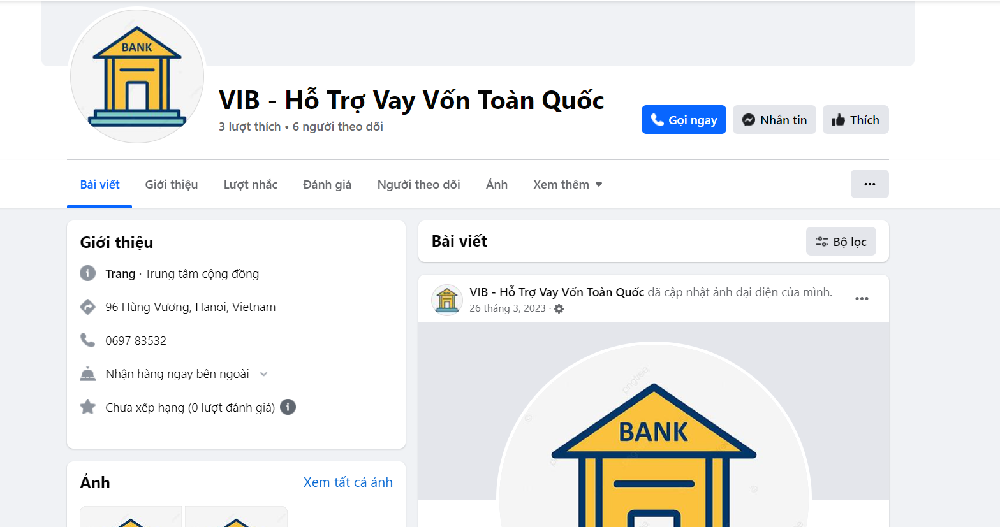 BANK
VIB - Hỗ Trợ Vay Vốn Toàn Quốc
3 lượt thích • 6 người theo dõi
Gọi ngay
Nhắn tin
Thích
Bài viết
Giới thiệu
Lượt nhắc
Đánh giá
Người theo dõi
Ảnh
Xem thêm
Giới thiệu
Trang · Trung tâm cộng đồng
96 Hùng Vương, Hanoi, Vietnam
0697 83532
Nhận hàng ngay bên ngoài
Chưa xếp hạng (0 lượt đánh giá)
Ảnh
Xem tất cả ảnh
Bài viết
Bộ lọc
VIB - Hỗ Trợ Vay Vốn Toàn Quốc đã cập nhật ảnh đại diện của mình.
26 tháng 3, 2023 ·
pngtree
BANK